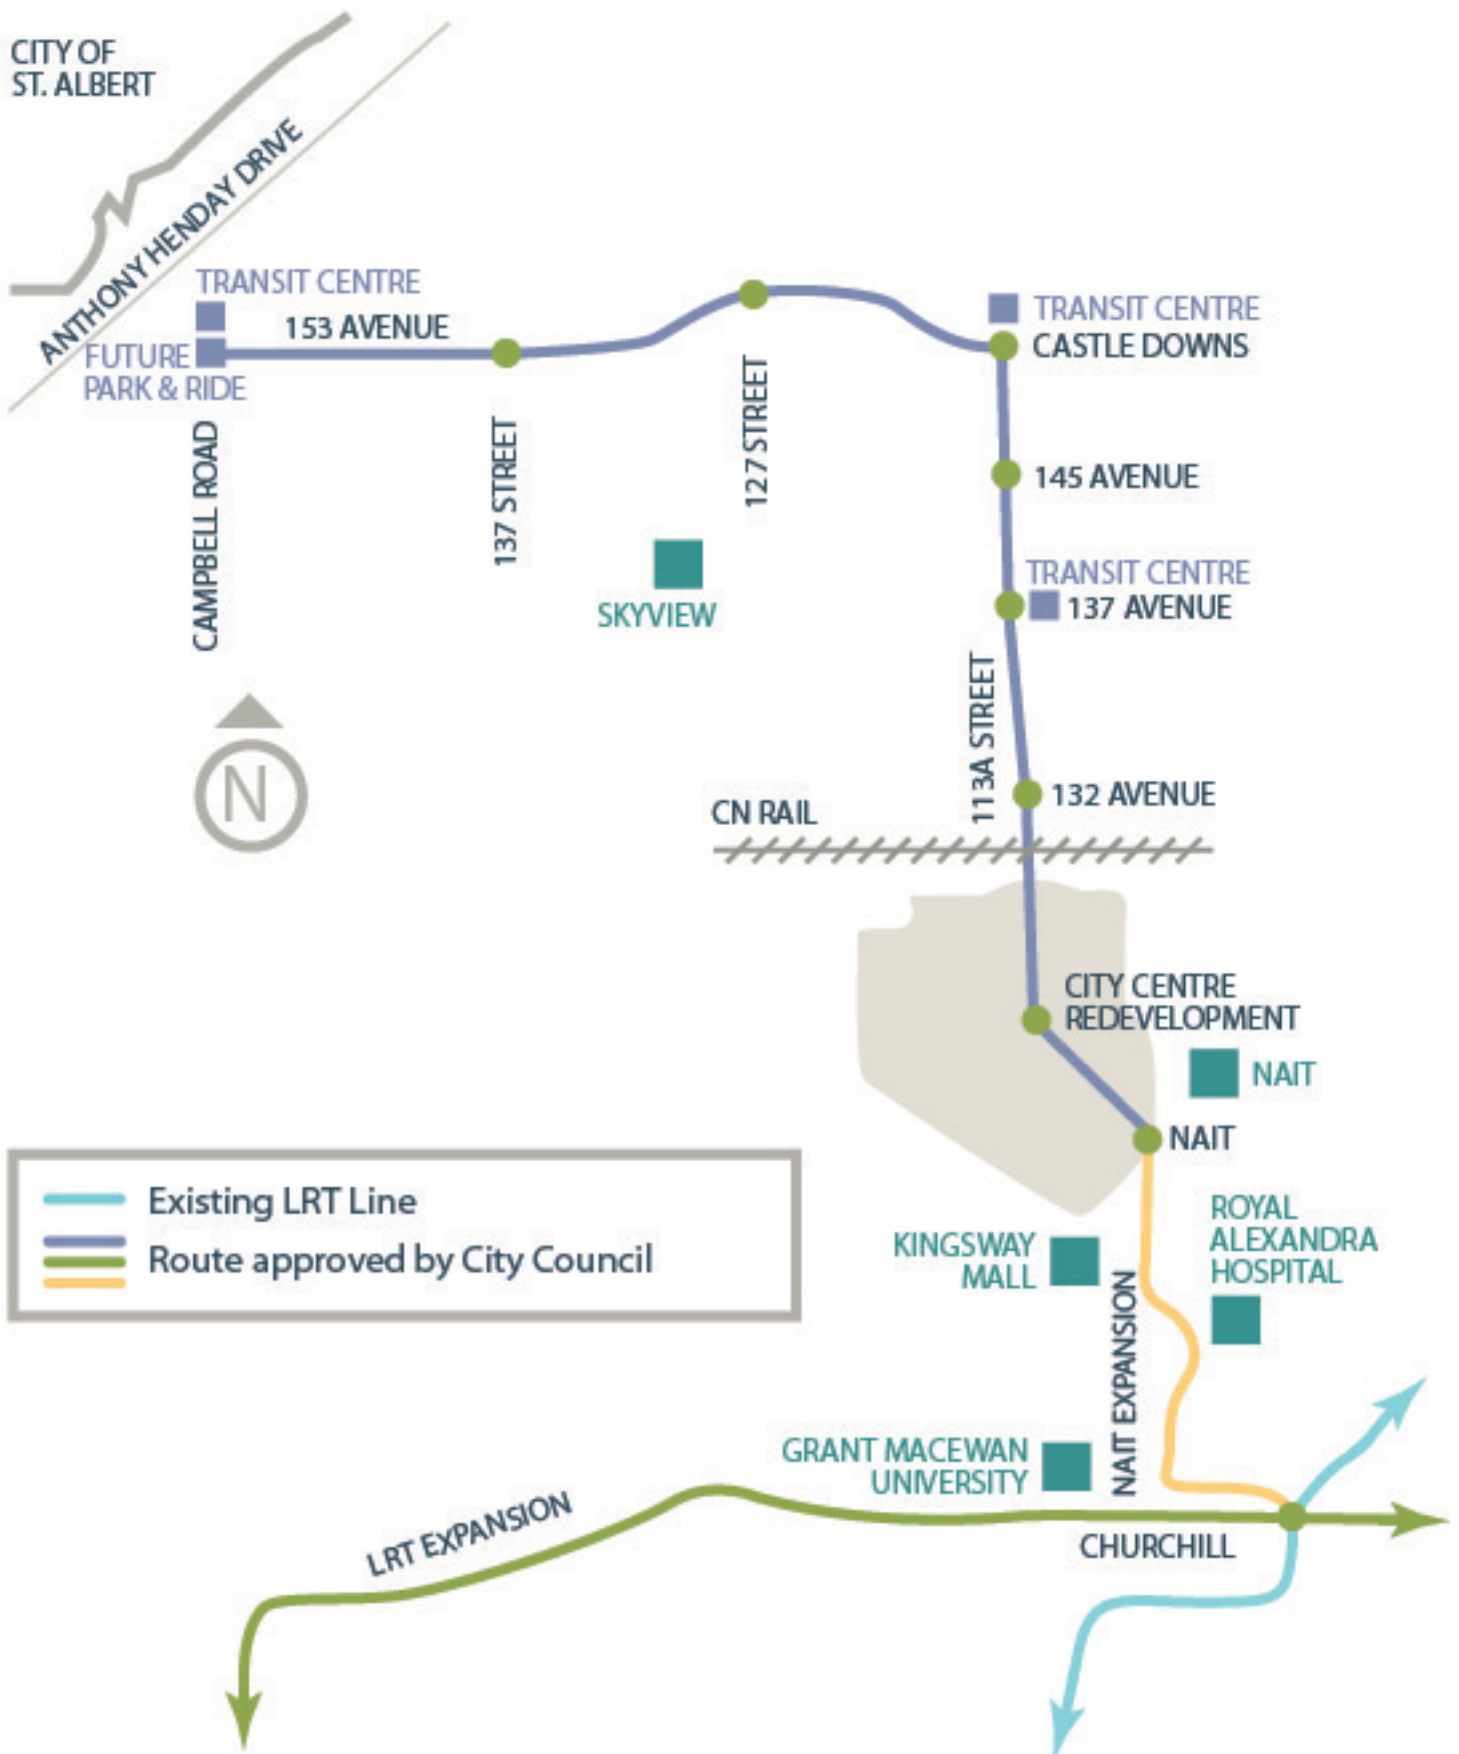 CITY OF
ST. ALBERT
ANTHONY HENDAY DRIVE
TRANSIT CENTRE
153 AVENUE
FUTURE
PARK & RIDE
TRANSIT CENTRE
CASTLE DOWNS
CAMPBELL ROAD
137 STREET
127 STREET
145 AVENUE
SKYVIEW
TRANSIT CENTRE
137 AVENUE
113A STREET
N
132 AVENUE
CN RAIL
CITY CENTRE
REDEVELOPMENT
NAIT
NAIT
Existing LRT Line
Route approved by City Council
KINGSWAY
MALL
ROYAL
ALEXANDRA
HOSPITAL
NAIT EXPANSION
GRANT MACEWAN
UNIVERSITY
LRT EXPANSION
CHURCHILL